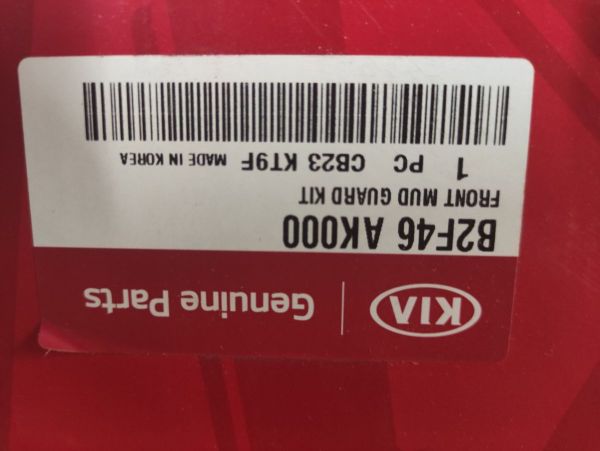 KIA Genuine Parts
B2F46 AK000
FRONT MUD GUARD KIT
1 PC CB23 KT9F MADE IN KOREA